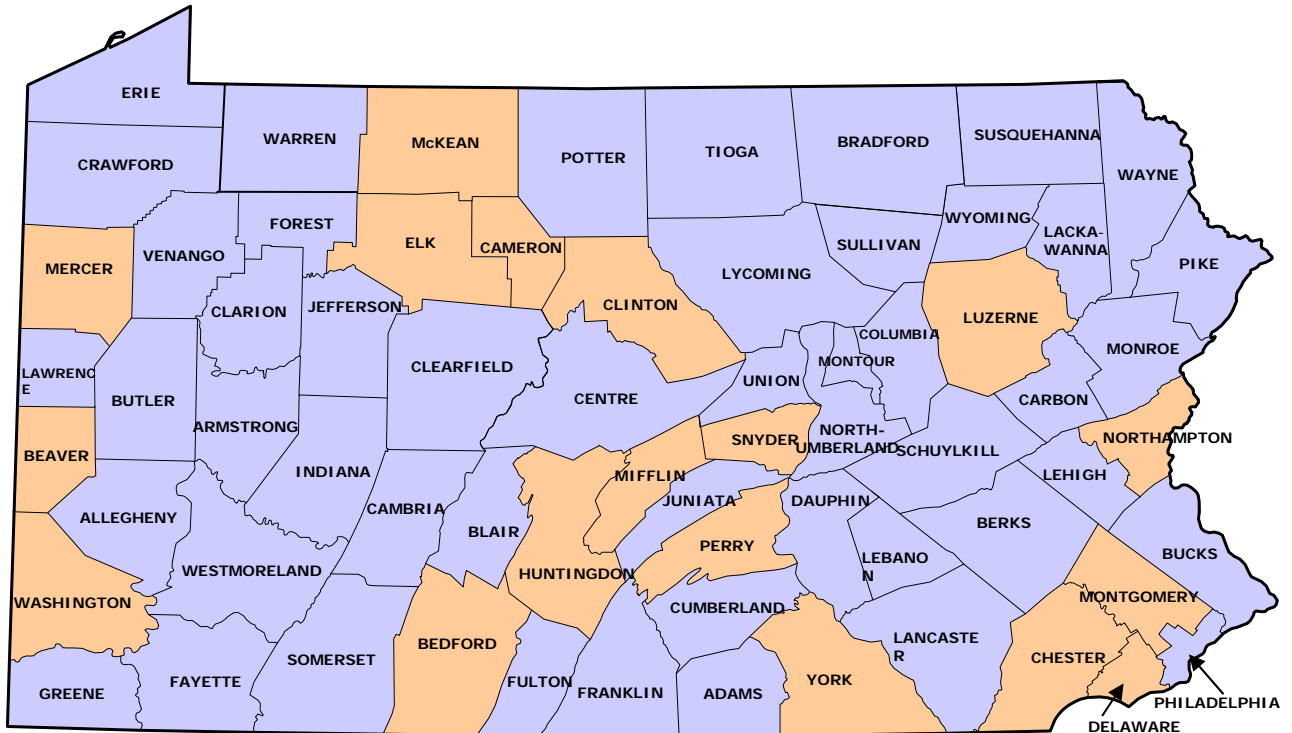 ERIE
WARREN
McKEAN
POTTER
TIOGA
BRADFORD
SUSQUEHANNA
CRAWFORD
WAYNE
FOREST
ELK
CAMERON
WYOMING
LACKA-
WANNA
SULLIVAN
MERCER
VENANGO
PIKE
LYCOMING
CLARION
JEFFERSON
CLINTON
LUZERNE
COLUMBIA
MONTOUR
MONROE
LAWRENC
E
BUTLER
CLEARFIELD
CENTRE
UNION
CARBON
ARMSTRONG
SNYDER
NORTH-
UMBERLAND
SCHUYLKILL
NORTHAMPTON
BEAVER
INDIANA
MIFFLIN
LEHIGH
JUNIATA
DAUPHIN
ALLEGHENY
CAMBRIA
BLAIR
PERRY
BERKS
LEBANO
N
BUCKS
WESTMORELAND
HUNTINGDON
WASHINGTON
CUMBERLAND
MONTGOMERY
BEDFORD
LANCASTE
R
SOMERSET
CHESTER
GREENE
FAYETTE
FULTON
FRANKLIN
ADAMS
YORK
PHILADELPHIA
DELAWARE